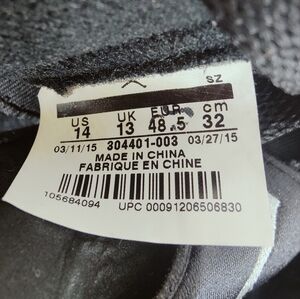 SZ
US UK EUR cm
14 13 48.5 32
03/11/15 304401-003 03/27/15
MADE IN CHINA
FABRIQUE EN CHINE
105684094 UPC 00091206506830